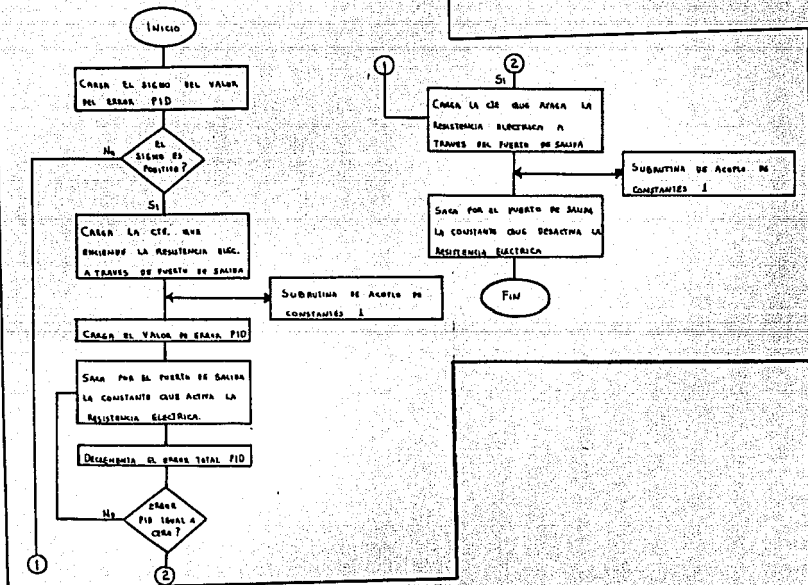 INICIO
CARGA EL SIGNO DEL VALOR
DEL ERROR PID
EL
SIGNO ES
POSITIVO?
No
Si
CARGA LA CTE. QUE
ENCIENDE LA RESISTENCIA ELEC.
A TRAVES DE PUERTO DE SALIDA
SUBRUTINA DE ACOPLO DE
CONSTANTES 1
CARGA EL VALOR DE ERROR PID
SACA POR EL PUERTO DE SALIDA
LA CONSTANTE QUE ACTIVA LA
RESISTENCIA ELECTRICA.
DECREMENTA EL ERROR TOTAL PID
ERROR
PID IGUAL A
CERO?
No
1
2
1
2
Si
CARGA LA CTE QUE APAGA LA
RESISTENCIA ELECTRICA A
TRAVES DEL PUERTO DE SALIDA
SUBRUTINA DE ACOPLO DE
CONSTANTES 1
SACA POR EL PUERTO DE SALIDA
LA CONSTANTE QUE DESACTIVA LA
RESISTENCIA ELECTRICA
FIN